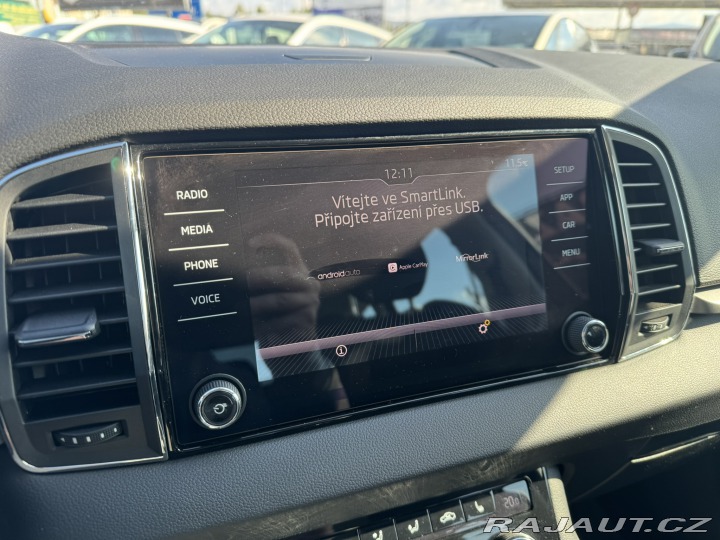 12:11
11.5°C
RADIO
MEDIA
PHONE
VOICE
Vítejte ve SmartLink.
Připojte zařízení přes USB.
androidauto
Apple CarPlay
MirrorLink
SETUP
APP
CAR
MENU
20°
RAJAUT.CZ